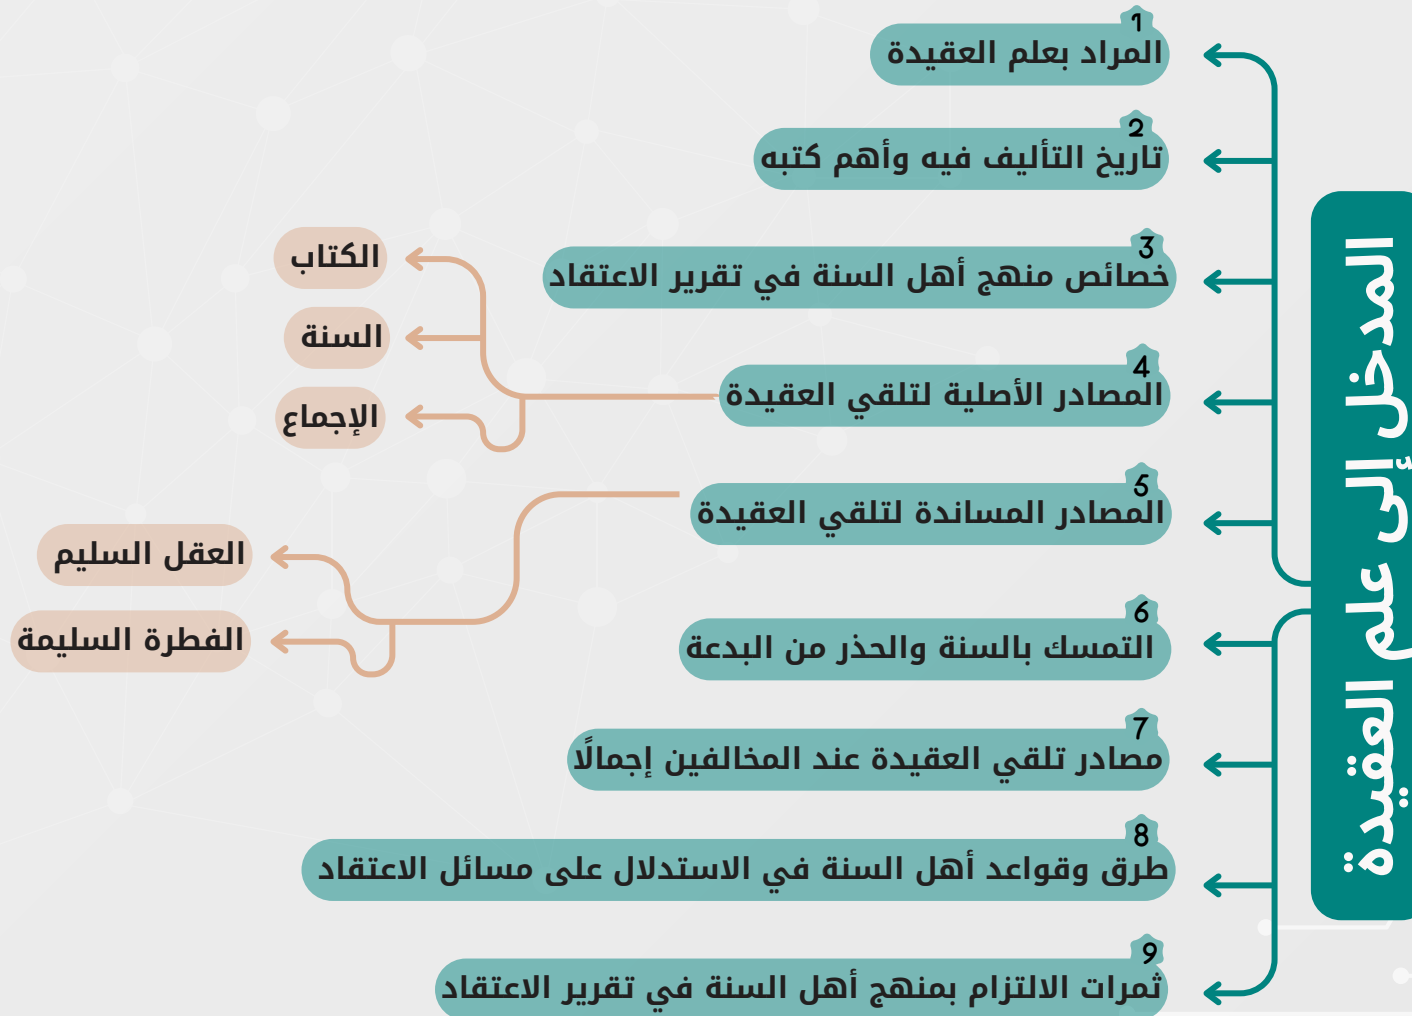 المدخل إلى علم العقيدة
1
المراد بعلم العقيدة
2
تاريخ التأليف فيه وأهم كتبه
3
خصائص منهج أهل السنة في تقرير الاعتقاد
4
المصادر الأصلية لتلقي العقيدة
الكتاب
السنة
الإجماع
5
المصادر المساندة لتلقي العقيدة
العقل السليم
الفطرة السليمة
6
التمسك بالسنة والحذر من البدعة
7
مصادر تلقي العقيدة عند المخالفين إجمالًا
8
طرق وقواعد أهل السنة في الاستدلال على مسائل الاعتقاد
9
ثمرات الالتزام بمنهج أهل السنة في تقرير الاعتقاد